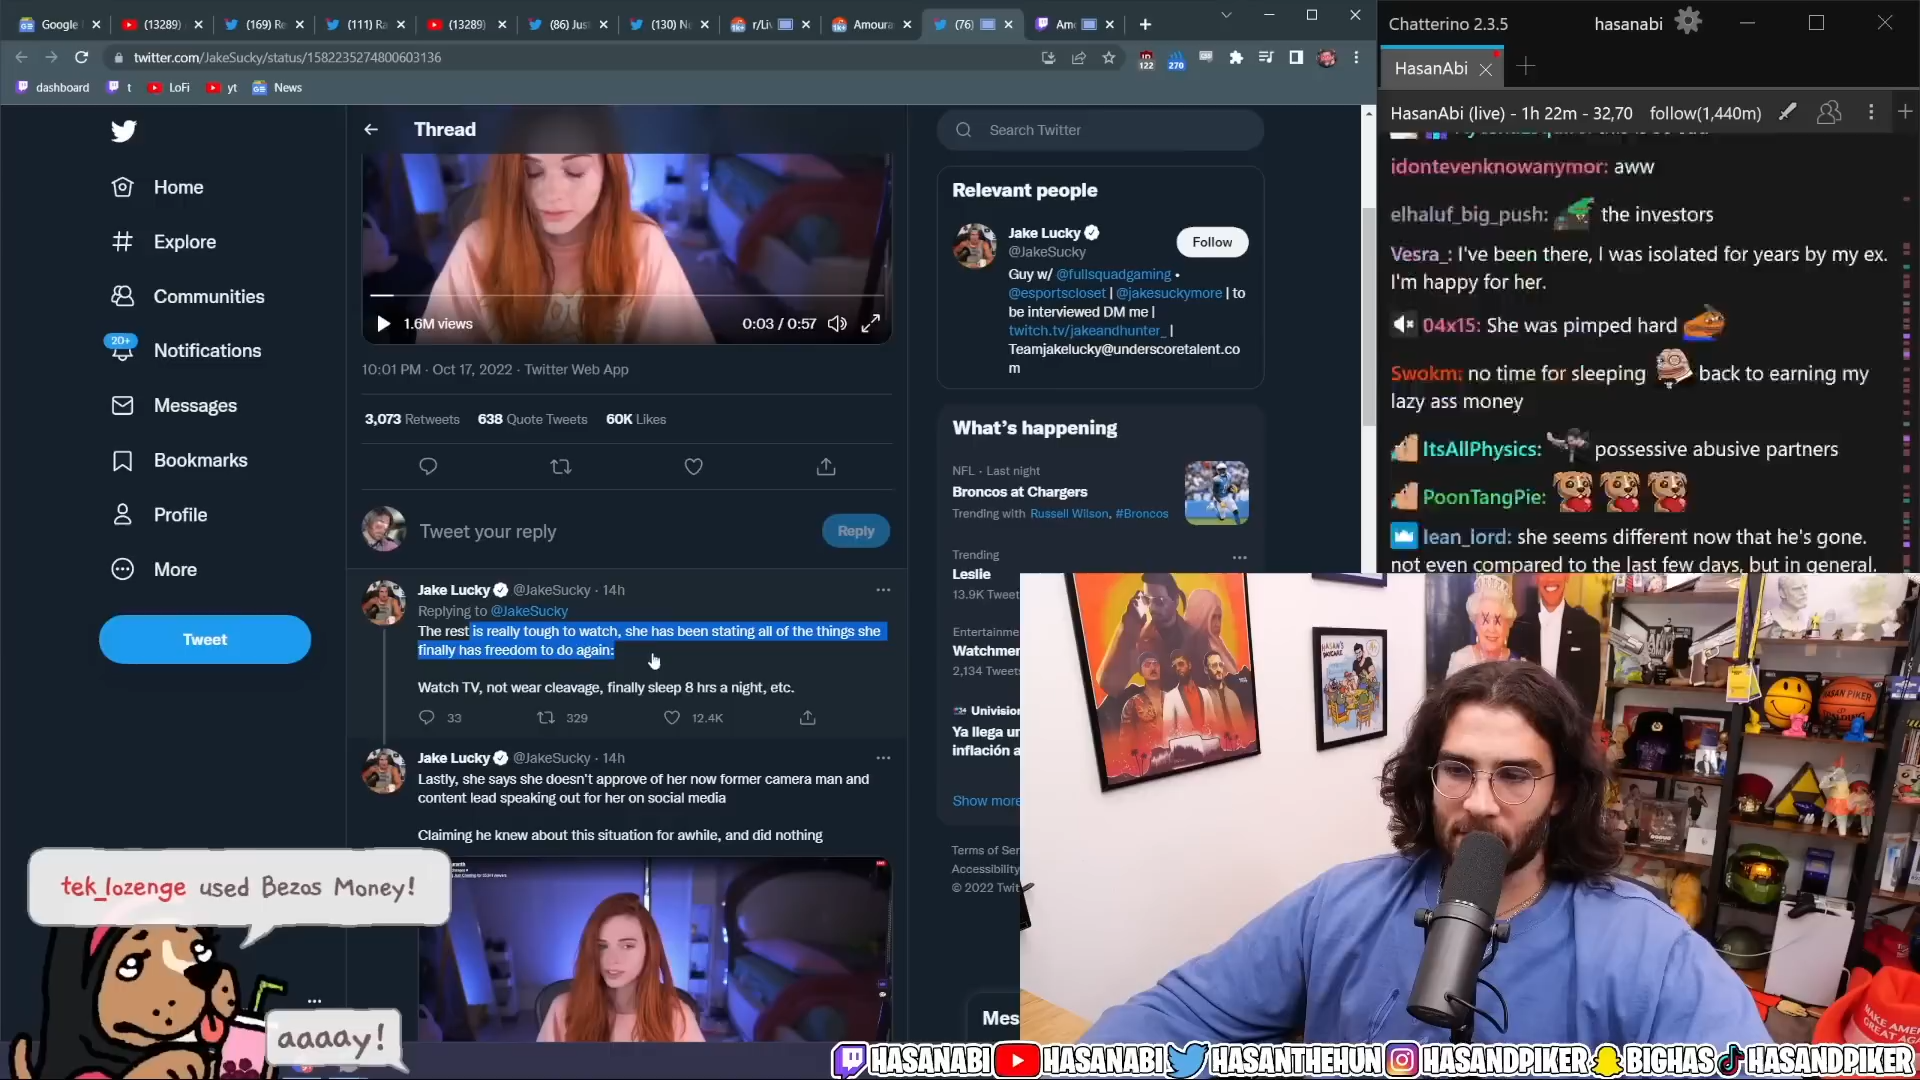 Google
(13289)
(169) Re
(111) Ra
(13289)
(86) Jus
(130) N
r/Liv
Amoura
(76)
Am
twitter.com/JakeSucky/status/1582235274800603136
122
270
dashboard
t
LoFi
yt
News
Home
Explore
Communities
20+
Notifications
Messages
Bookmarks
Profile
More
Tweet
Thread
1.6M views
0:03 / 0:57
10:01 PM · Oct 17, 2022 · Twitter Web App
3,073 Retweets 638 Quote Tweets 60K Likes
Tweet your reply
Reply
Jake Lucky @JakeSucky · 14h
Replying to @JakeSucky
The rest is really tough to watch, she has been stating all of the things she
finally has freedom to do again:
Watch TV, not wear cleavage, finally sleep 8 hrs a night, etc.
33 329 12.4K
Jake Lucky @JakeSucky · 14h
Lastly, she says she doesn't approve of her now former camera man and
content lead speaking out for her on social media
Claiming he knew about this situation for awhile, and did nothing
Search Twitter
Relevant people
Jake Lucky
@JakeSucky
Follow
Guy w/ @fullsquadgaming •
@esportscloset | @jakesuckymore | to
be interviewed DM me |
twitch.tv/jakeandhunter_ |
Teamjakelucky@underscoretalent.co
m
What's happening
NFL · Last night
Broncos at Chargers
Trending with Russell Wilson, #Broncos
Trending
Leslie
13.9K Tweet
Entertainme
Watchmer
2,134 Tweets
Univision
Ya llega un
inflación a
Show more
Terms of Ser
Accessibility
© 2022 Twit
Mes
Chatterino 2.3.5
hasanabi
HasanAbi
HasanAbi (live) - 1h 22m - 32,70 follow(1,440m)
idontevenknowanymor: aww
elhaluf_big_push: the investors
Vesra_: I've been there, I was isolated for years by my ex.
I'm happy for her.
04x15: She was pimped hard
Swokm: no time for sleeping back to earning my
lazy ass money
ItsAllPhysics: possessive abusive partners
PoonTangPie:
lean_lord: she seems different now that he's gone.
not even compared to the last few days, but in general.
HASAN PIKER
MAKE AMERICA
GREAT AGA
tek_lozenge used Bezos Money!
aaaay!
HASANABI HASANABI HASANTHEHUN HASANDPIKER BIGHAS HASANDPIKER